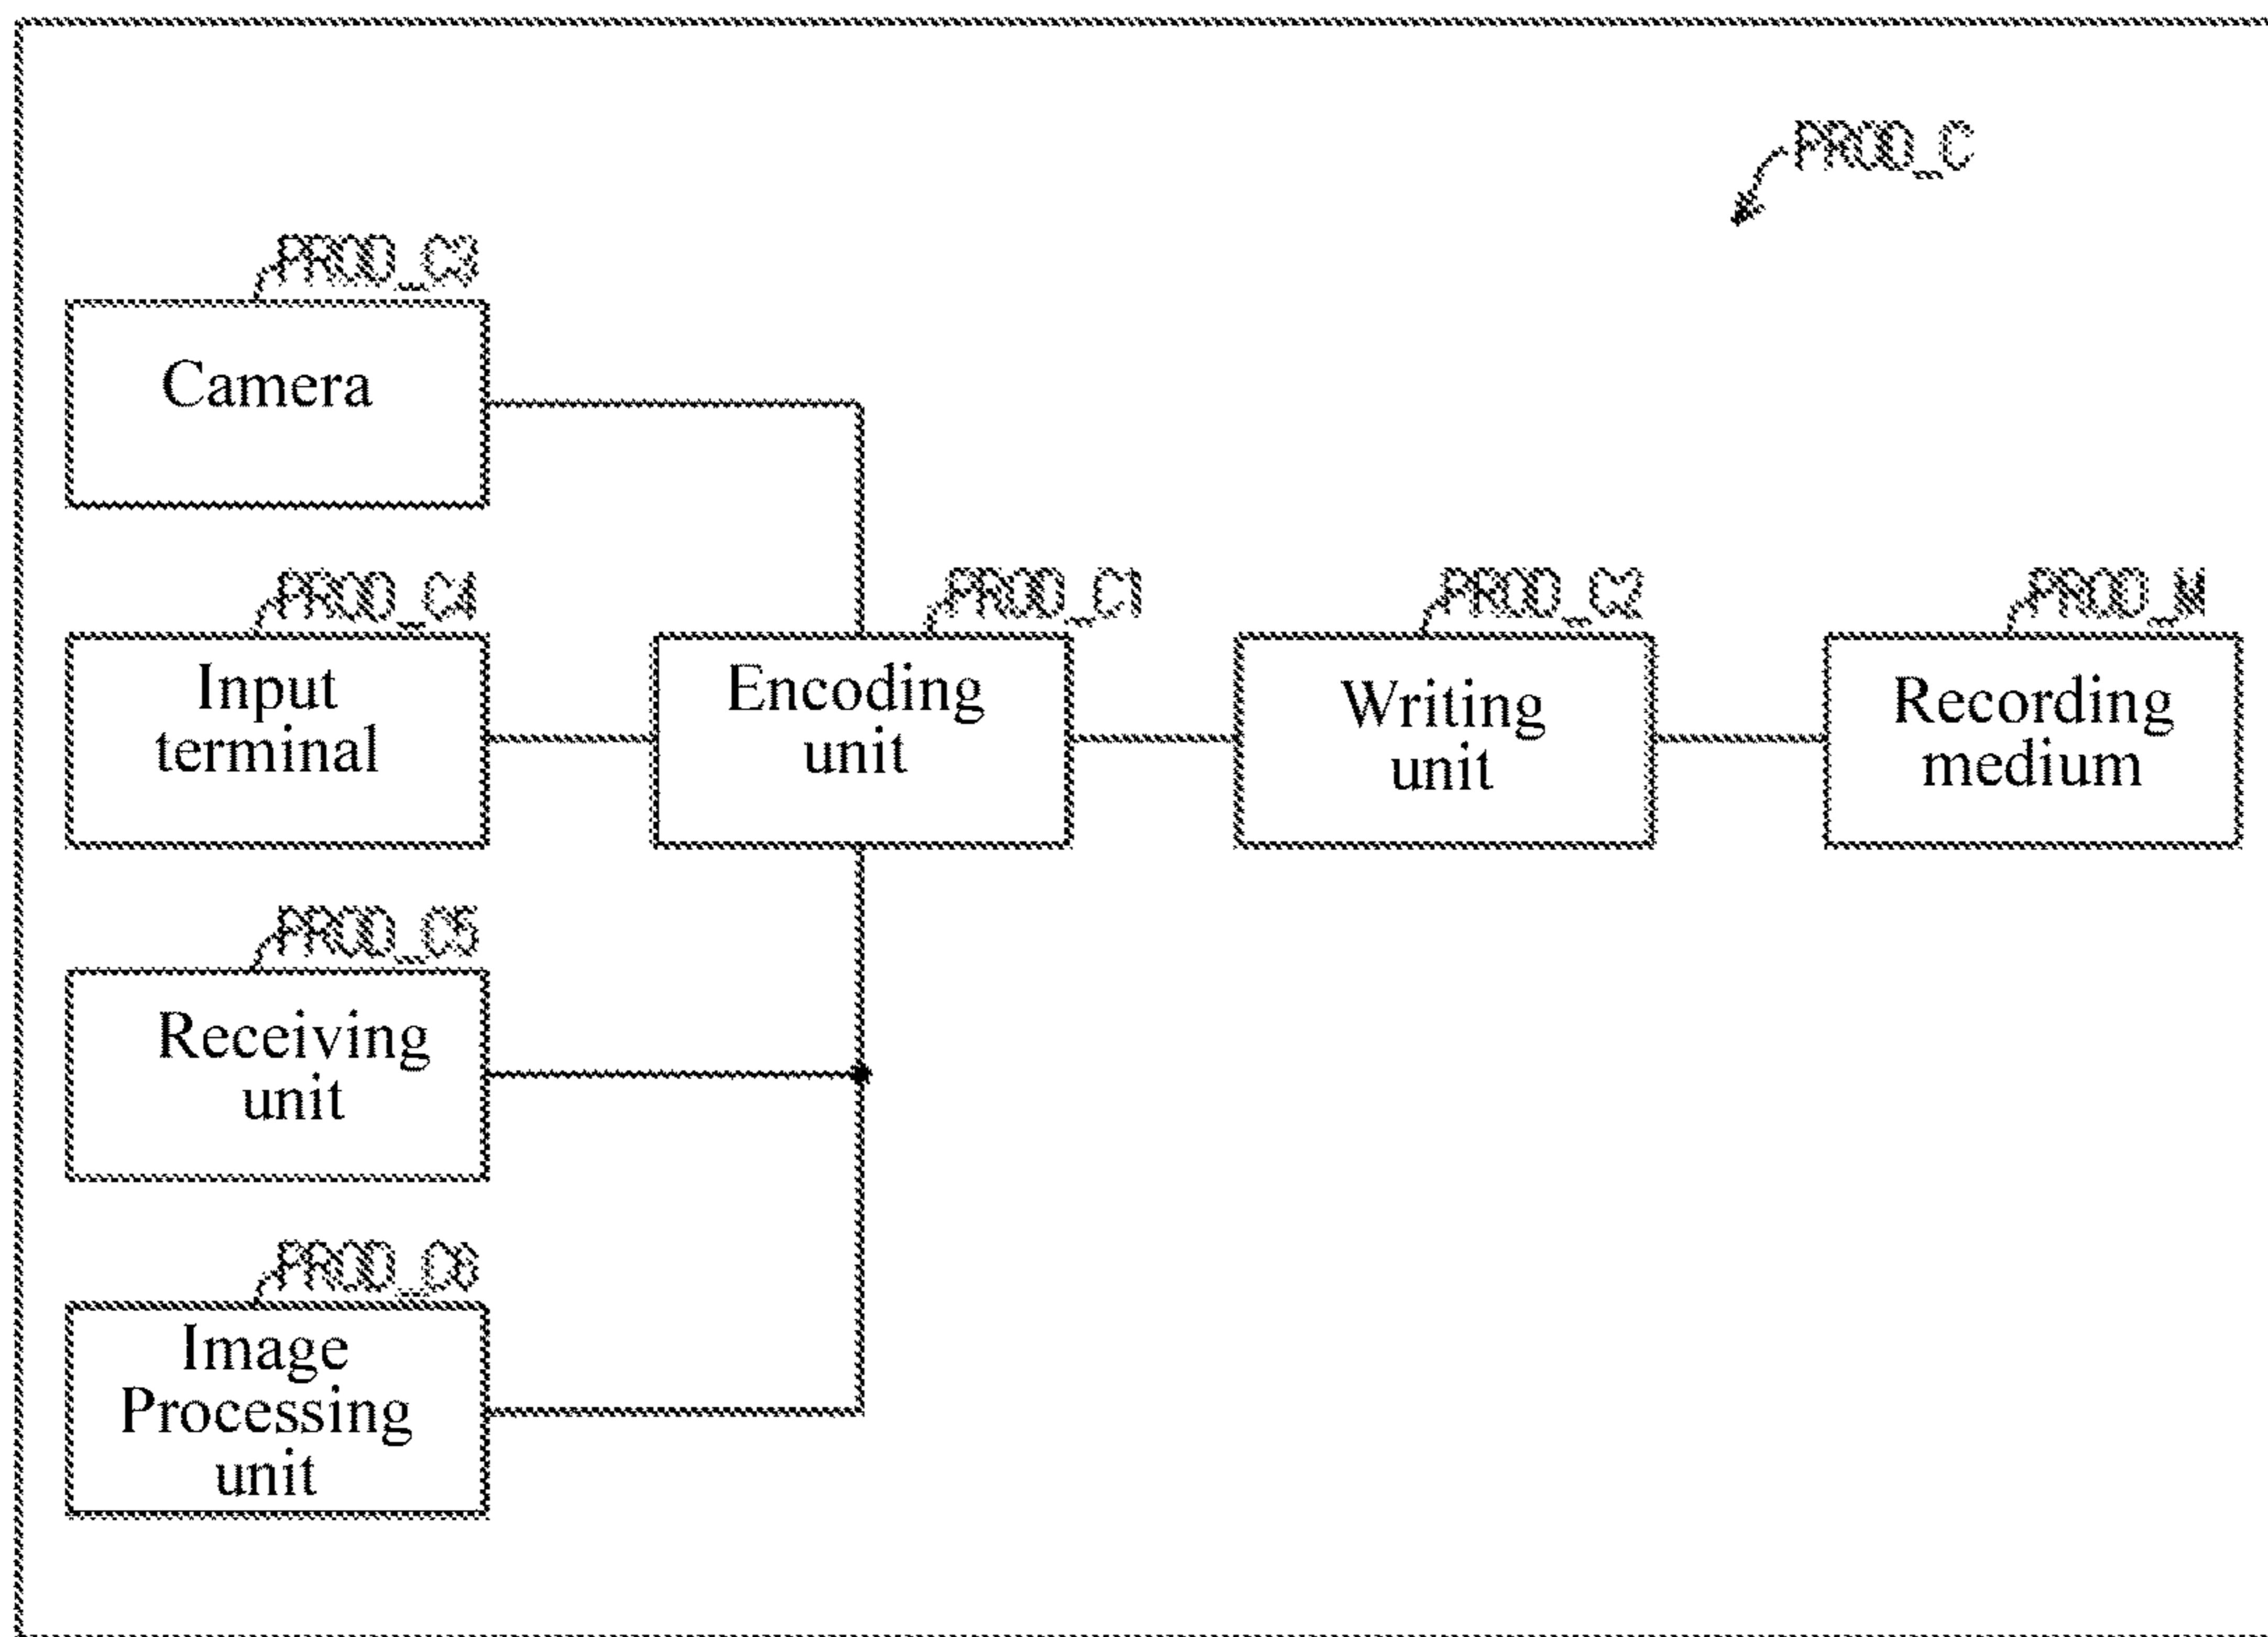 PROD_C
PROD_C3
Camera
PROD_C4
Input
terminal
PROD_C1
Encoding
unit
PROD_C2
Writing
unit
PROD_M
Recording
medium
PROD_C5
Receiving
unit
PROD_C6
Image
Processing
unit